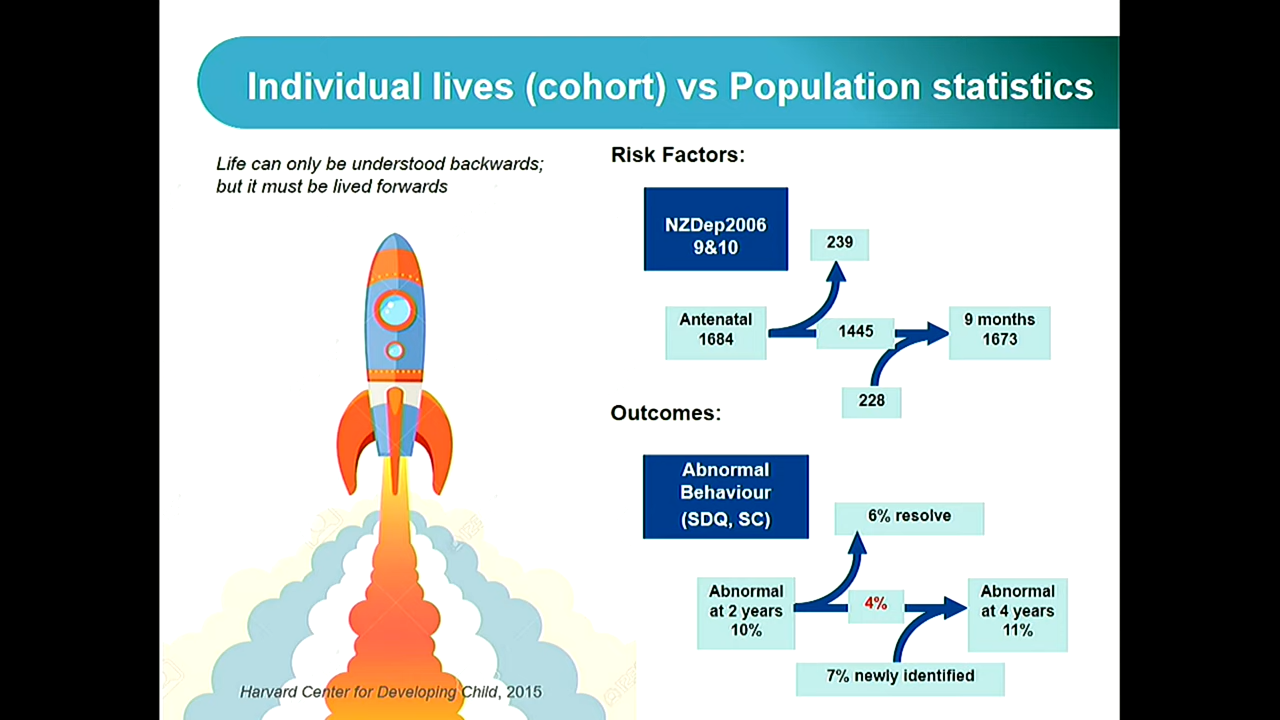 Individual lives (cohort) vs Population statistics
Life can only be understood backwards;
but it must be lived forwards
Harvard Center for Developing Child, 2015
Risk Factors:
NZDep2006
9&10
239
Antenatal
1684
1445
9 months
1673
228
Outcomes:
Abnormal
Behaviour
(SDQ, SC)
6% resolve
Abnormal
at 2 years
10%
4%
Abnormal
at 4 years
11%
7% newly identified